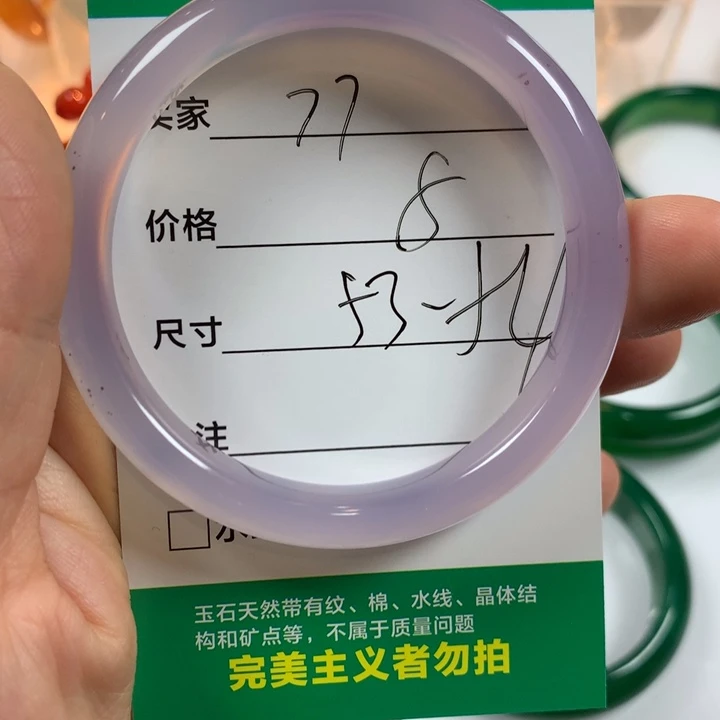 买家 77
价格 8
尺寸 53-54
注
玉石天然带有纹、棉、水线、晶体结
构和矿点等，不属于质量问题
完美主义者勿拍